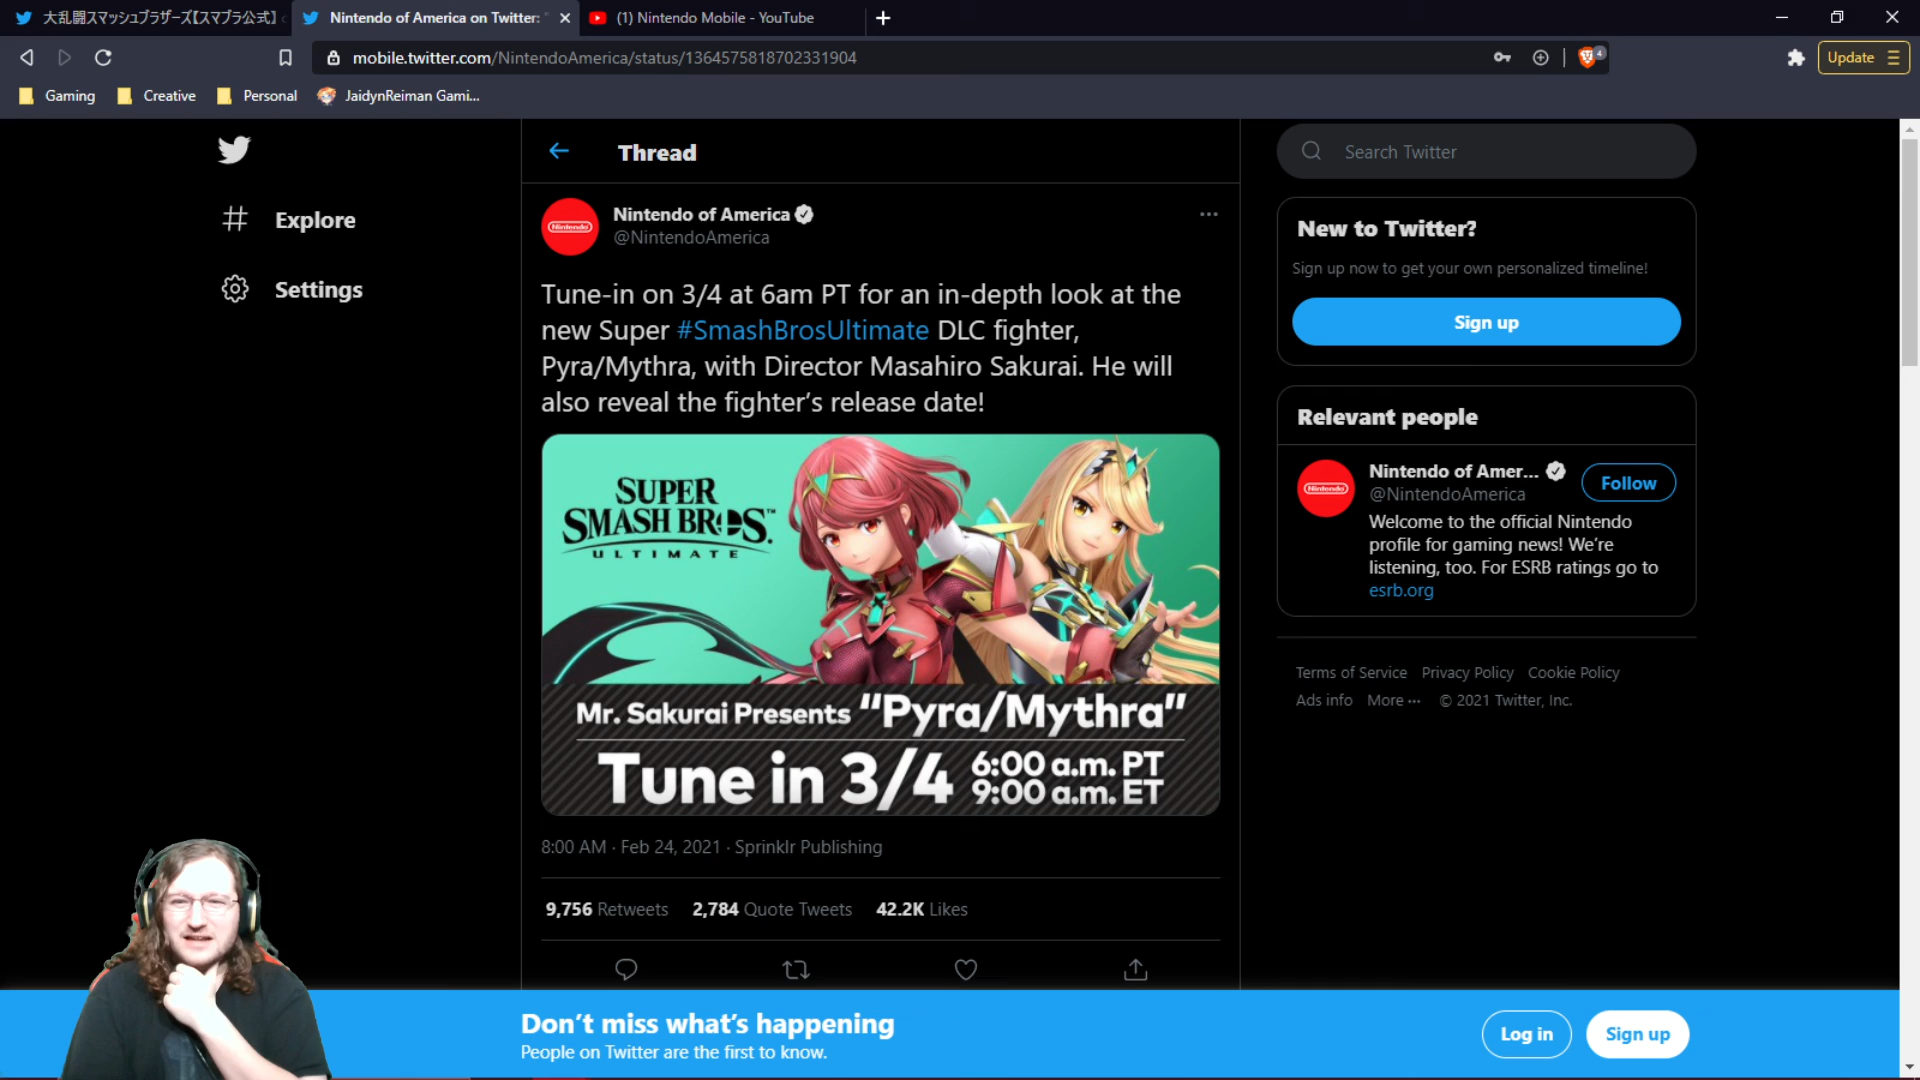 大乱闘スマッシュブラザーズ【スマブラ公式】
Nintendo of America on Twitter: "
(1) Nintendo Mobile - YouTube
mobile.twitter.com/NintendoAmerica/status/1364575818702331904
4
Update
Gaming
Creative
Personal
JaidynReiman Gami...
Explore
Settings
Thread
Nintendo of America
@NintendoAmerica
Tune-in on 3/4 at 6am PT for an in-depth look at the
new Super #SmashBrosUltimate DLC fighter,
Pyra/Mythra, with Director Masahiro Sakurai. He will
also reveal the fighter's release date!
SUPER
SMASH BROS.™
ULTIMATE
Mr. Sakurai Presents "Pyra/Mythra"
Tune in 3/4
6:00 a.m. PT
9:00 a.m. ET
8:00 AM · Feb 24, 2021 · Sprinklr Publishing
9,756 Retweets 2,784 Quote Tweets 42.2K Likes
Search Twitter
New to Twitter?
Sign up now to get your own personalized timeline!
Sign up
Relevant people
Nintendo of Amer...
@NintendoAmerica
Follow
Nintendo
Welcome to the official Nintendo
profile for gaming news! We're
listening, too. For ESRB ratings go to
esrb.org
Terms of Service Privacy Policy Cookie Policy
Ads info More ··· © 2021 Twitter, Inc.
Don't miss what's happening
People on Twitter are the first to know.
Log in
Sign up